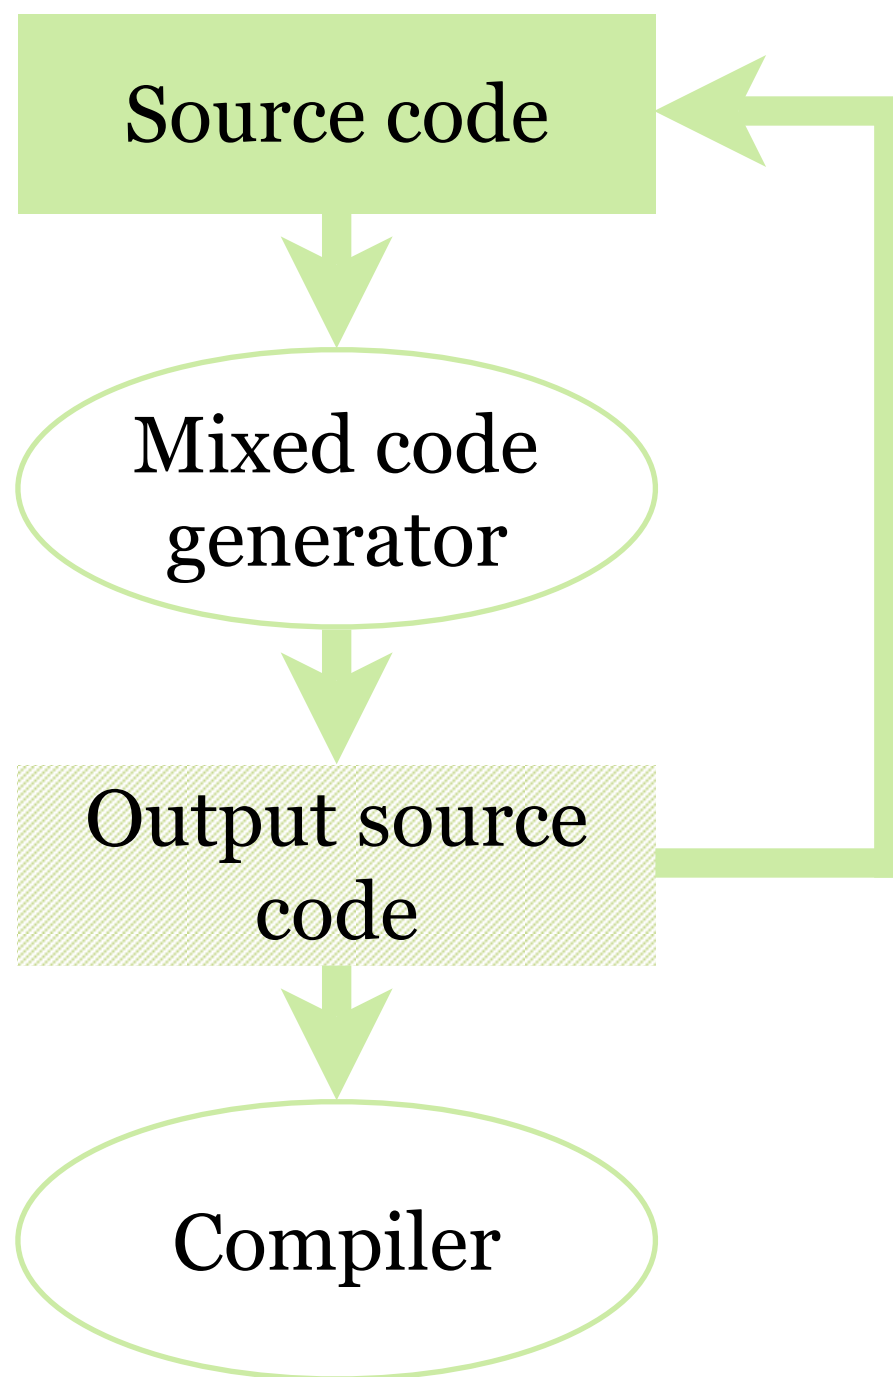 Source code
Mixed code
generator
Output source
code
Compiler